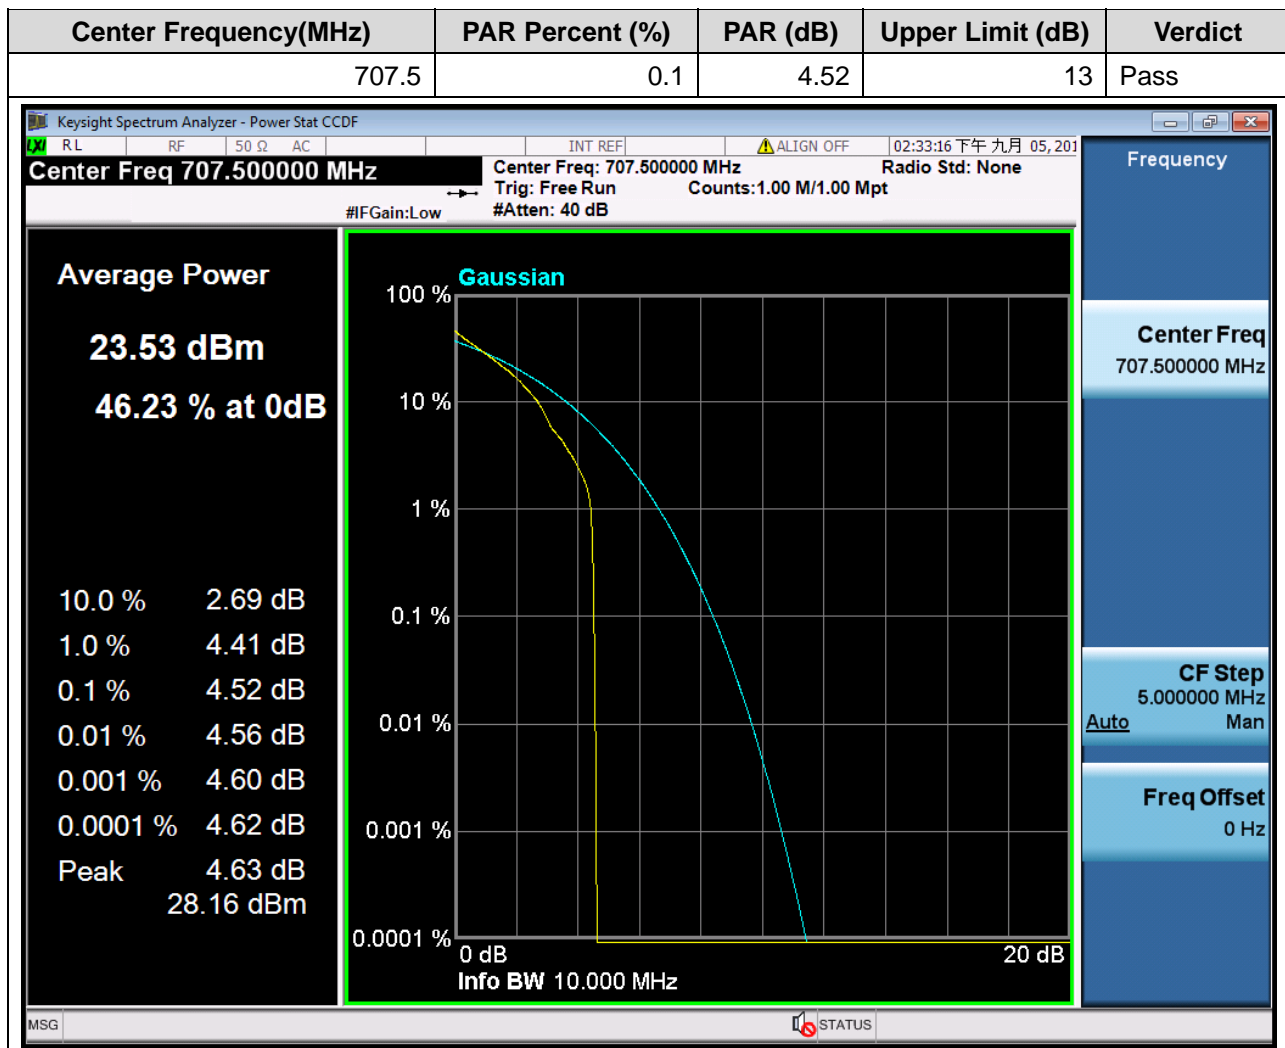 Center Frequency(MHz) PAR Percent (%) PAR (dB) Upper Limit (dB) Verdict
707.5 0.1 4.52 13 Pass
Keysight Spectrum Analyzer - Power Stat CCDF
LXI RL RF 50 Ω AC INT REF ALIGN OFF 02:33:16 下午 九月 05, 201
Center Freq 707.500000 MHz
Center Freq: 707.500000 MHz Radio Std: None
Trig: Free Run Counts:1.00 M/1.00 Mpt
#IFGain:Low #Atten: 40 dB
Frequency
Average Power
23.53 dBm
46.23 % at 0dB
10.0 % 2.69 dB
1.0 % 4.41 dB
0.1 % 4.52 dB
0.01 % 4.56 dB
0.001 % 4.60 dB
0.0001 % 4.62 dB
Peak 4.63 dB
28.16 dBm
Gaussian
100 %
10 %
1 %
0.1 %
0.01 %
0.001 %
0.0001 %
0 dB 20 dB
Info BW 10.000 MHz
Center Freq
707.500000 MHz
CF Step
5.000000 MHz
Auto Man
Freq Offset
0 Hz
MSG STATUS